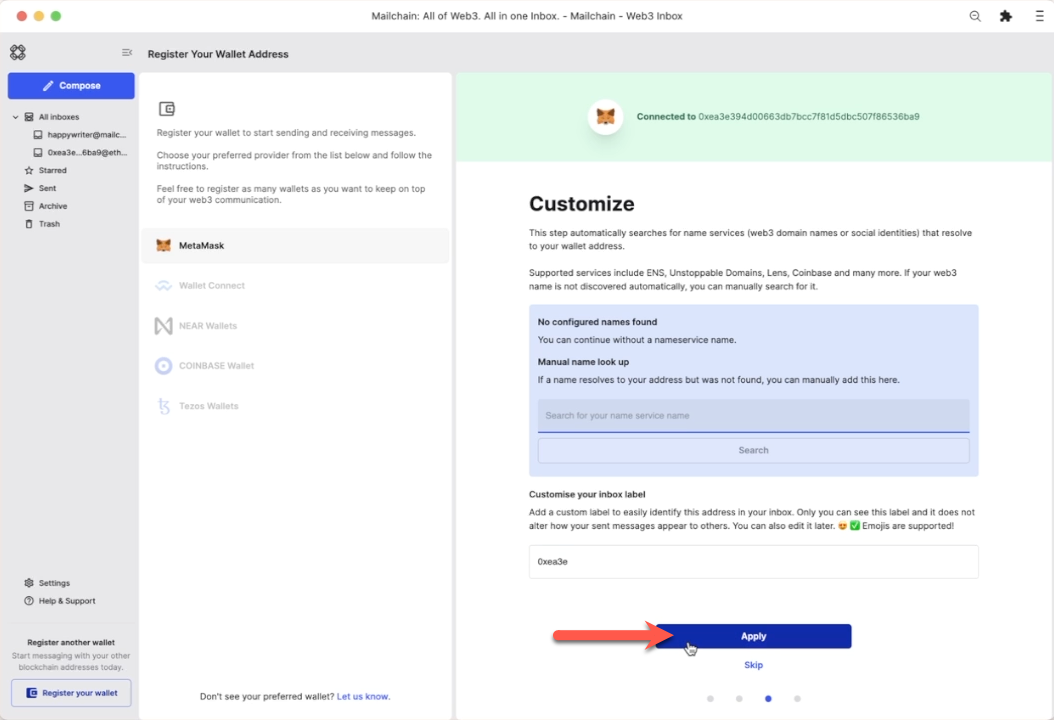 Mailchain: All of Web3. All in one Inbox. - Mailchain - Web3 Inbox
Compose
All inboxes
happywriter@mailc...
0xea3e...6ba9@eth...
Starred
Sent
Archive
Trash
Settings
Help & Support
Register another wallet
Start messaging with your other
blockchain addresses today.
Register your wallet
Register Your Wallet Address
Register your wallet to start sending and receiving messages.
Choose your preferred provider from the list below and follow the
instructions.
Feel free to register as many wallets as you want to keep on top
of your web3 communication.
MetaMask
Wallet Connect
NEAR Wallets
COINBASE Wallet
Tezos Wallets
Don't see your preferred wallet? Let us know.
Connected to 0xea3e394d00663db7bcc7f81d5dbc507f86536ba9
Customize
This step automatically searches for name services (web3 domain names or social identities) that resolve
to your wallet address.
Supported services include ENS, Unstoppable Domains, Lens, Coinbase and many more. If your web3
name is not discovered automatically, you can manually search for it.
No configured names found
You can continue without a nameservice name.
Manual name look up
If a name resolves to your address but was not found, you can manually add this here.
Search for your name service name
Search
Customise your inbox label
Add a custom label to easily identify this address in your inbox. Only you can see this label and it does not
alter how your sent messages appear to others. You can also edit it later. 😍 ✅ Emojis are supported!
0xea3e
Apply
Skip